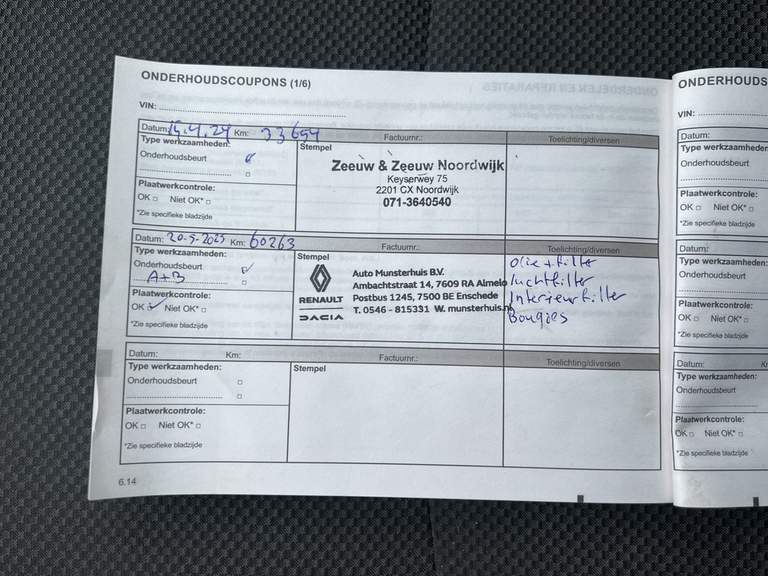 ONDERHOUDSCOUPONS (1/6)
VIN:
Datum: 15.4.24 Km: 33654 Factuurnr.: Toelichting/diversen
Type werkzaamheden:
Onderhoudsbeurt
Plaatwerkcontrole:
OK Niet OK*
*Zie specifieke bladzijde
Stempel
Zeeuw & Zeeuw Noordwijk
Keyserwey 75
2201 CX Noordwijk
071-3640540
Datum: 20-5-2025 Km: 60263 Factuurnr.: Toelichting/diversen
Type werkzaamheden:
Onderhoudsbeurt
A+B
Plaatwerkcontrole:
OK Niet OK*
*Zie specifieke bladzijde
Stempel
RENAULT
DACIA
Auto Munsterhuis B.V.
Ambachtstraat 14, 7609 RA Almelo
Postbus 1245, 7500 BE Enschede
T. 0546 - 815331 W. munsterhuis.nl
Olie + filter
luchtfilter
Interieurfilter
Bougies
Datum: Km: Factuurnr.: Toelichting/diversen
Type werkzaamheden:
Onderhoudsbeurt
Plaatwerkcontrole:
OK Niet OK*
*Zie specifieke bladzijde
Stempel
6.14
ONDERHOUDS
VIN:
Datum:
Type werkzaamheden:
Onderhoudsbeurt
Plaatwerkcontrole:
OK Niet OK*
*Zie specifieke bladzijde
Datum:
Type werkzaamheden:
Onderhoudsbeurt
Plaatwerkcontrole:
OK Niet OK*
*Zie specifieke bladzijde
Datum:
Type werkzaamheden:
Onderhoudsbeurt
Plaatwerkcontrole:
OK Niet OK*
*Zie specifieke bladzijde